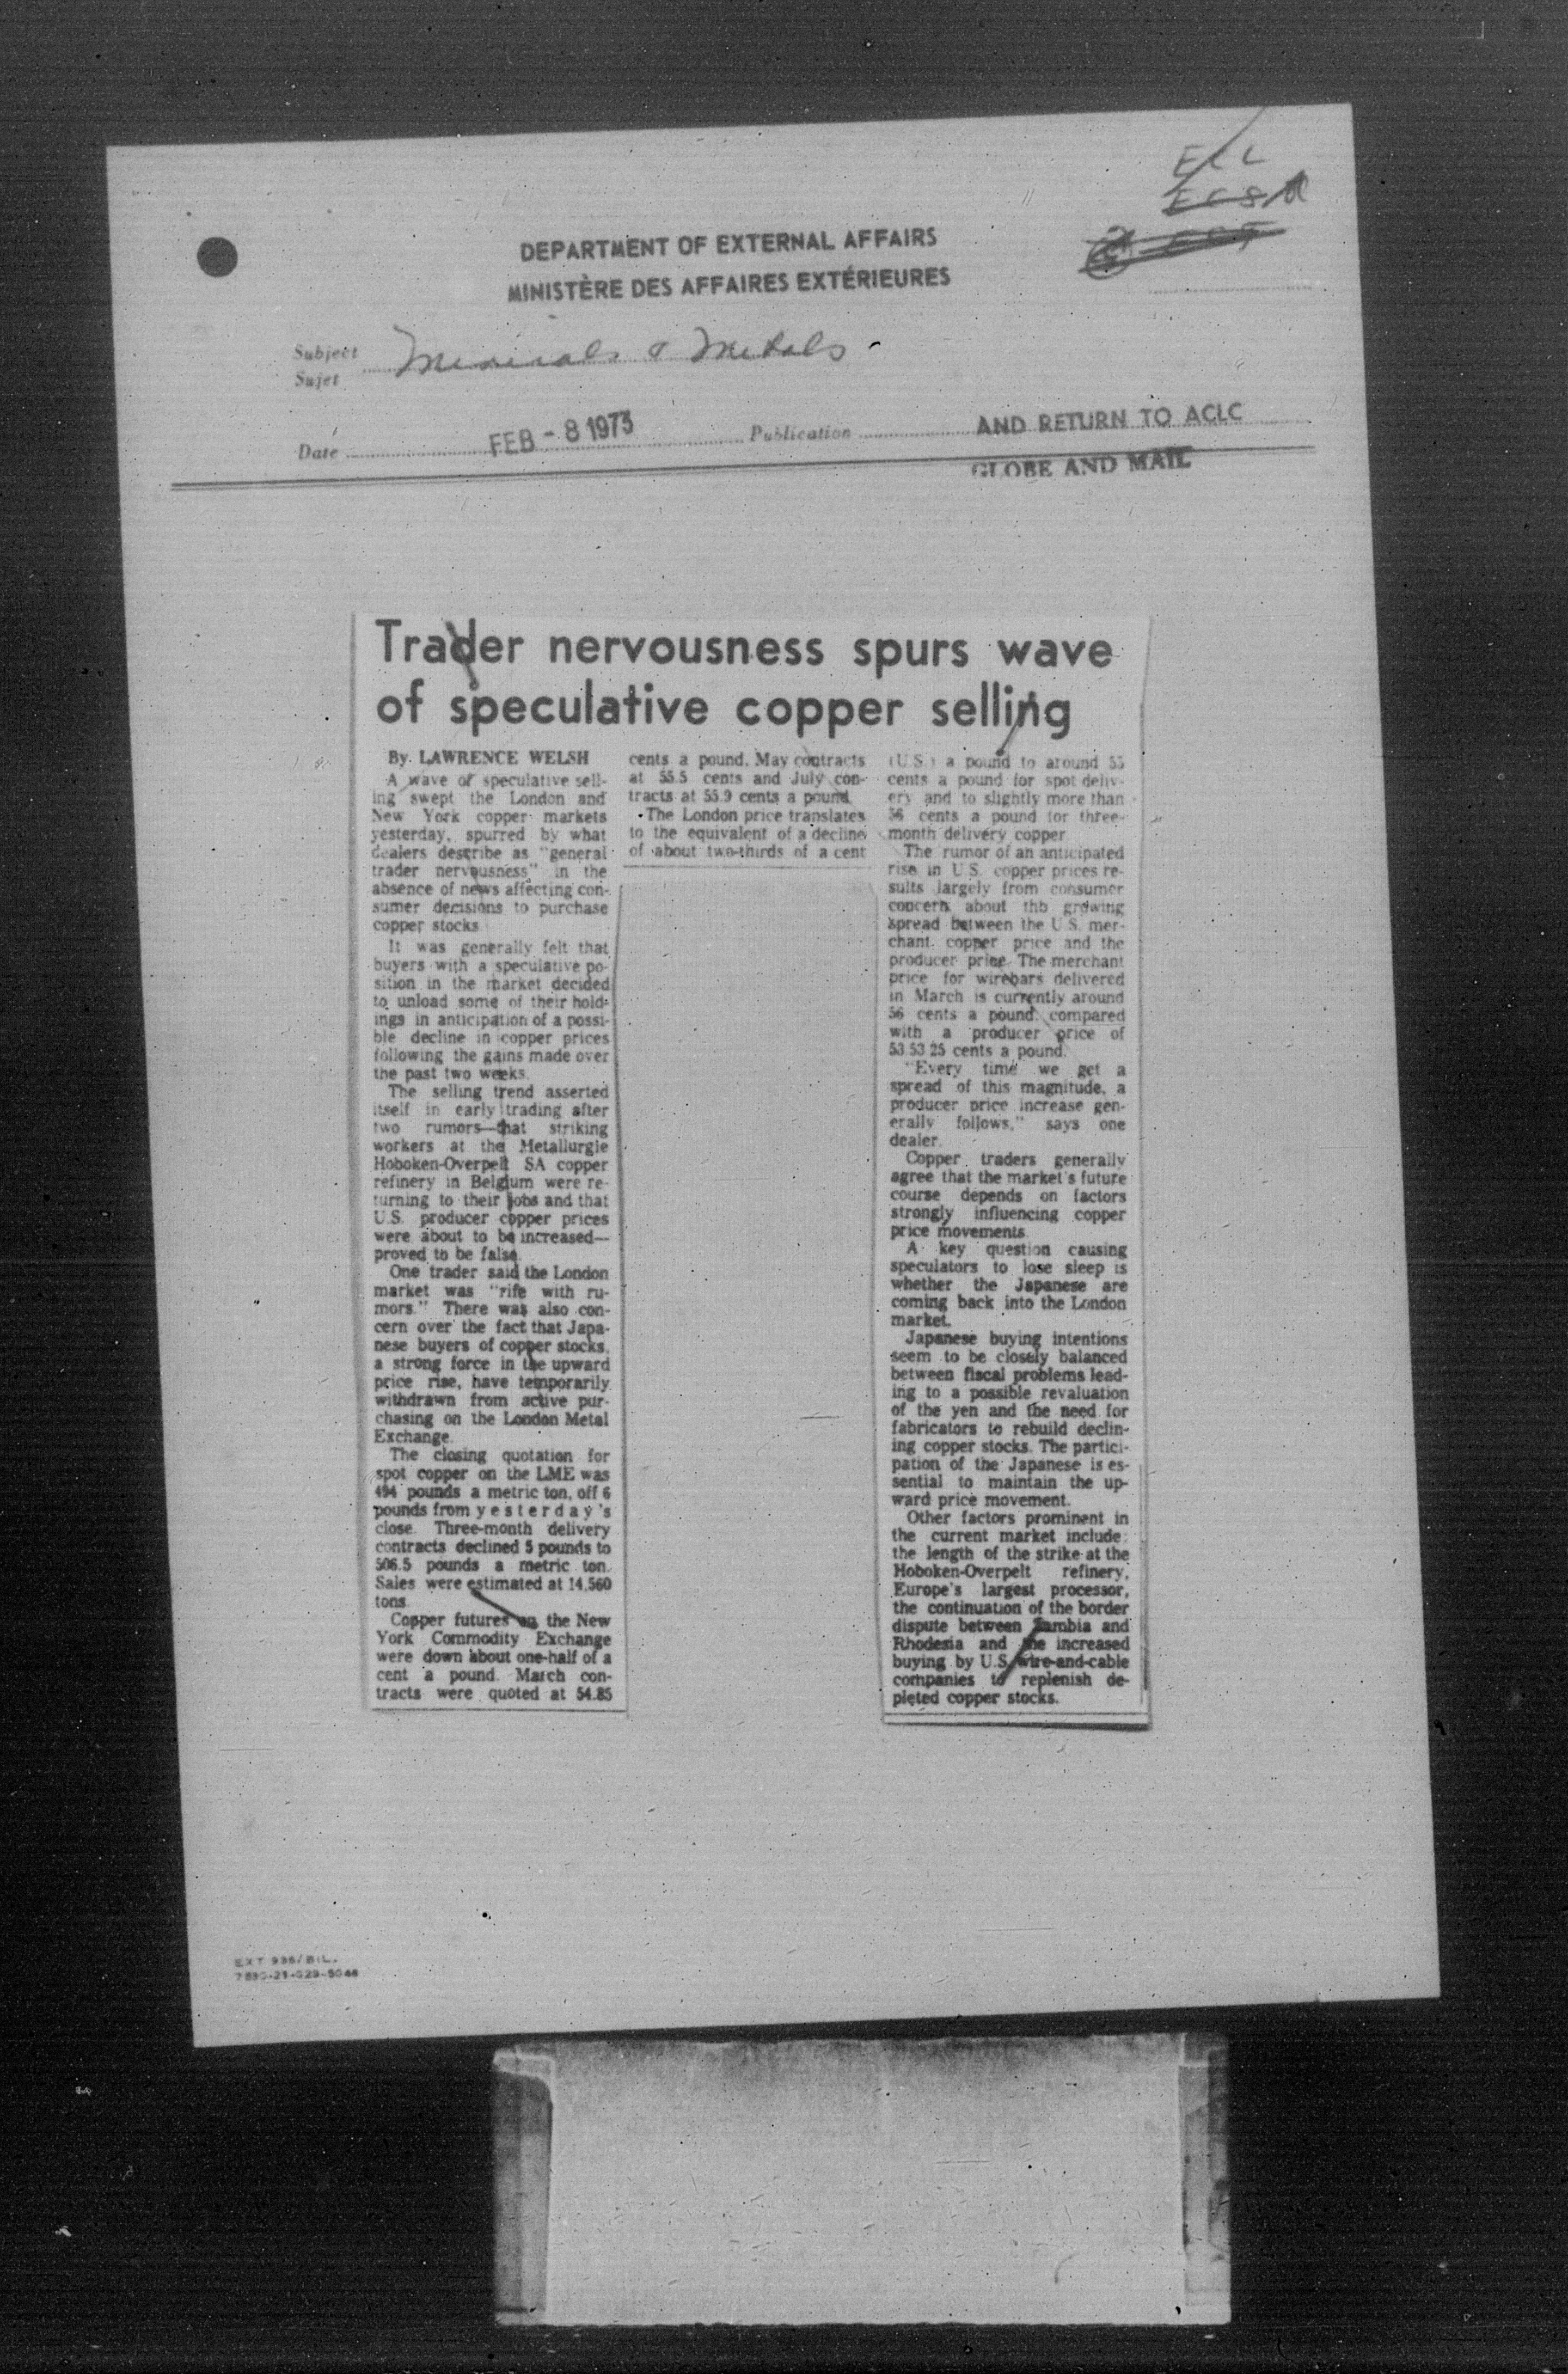 ECL
DEPARTMENT OF EXTERNAL AFFAIRS
MINISTÈRE DES AFFAIRES EXTÉRIEURES
Subject
Sujet
Minerals & Metals
Date
FEB - 8 1973
Publication
AND RETURN TO ACLC
GLOBE AND MAIL
Trader nervousness spurs wave
of speculative copper selling
By LAWRENCE WELSH
A wave of speculative sell-
ing swept the London and
New York copper markets
yesterday, spurred by what
dealers describe as "general
trader nervousness" in the
absence of news affecting con-
sumer decisions to purchase
copper stocks
It was generally felt that
buyers with a speculative po-
sition in the market decided
to unload some of their hold-
ings in anticipation of a possi-
ble decline in copper prices
following the gains made over
the past two weeks.
The selling trend asserted
itself in early trading after
two rumors—that striking
workers at the Metallurgie
Hoboken-Overpelt SA copper
refinery in Belgium were re-
turning to their jobs and that
U.S. producer copper prices
were about to be increased—
proved to be false.
One trader said the London
market was "rife with ru-
mors." There was also con-
cern over the fact that Japa-
nese buyers of copper stocks,
a strong force in the upward
price rise, have temporarily
withdrawn from active pur-
chasing on the London Metal
Exchange.
The closing quotation for
spot copper on the LME was
494 pounds a metric ton, off 6
pounds from yesterday's
close. Three-month delivery
contracts declined 5 pounds to
506.5 pounds a metric ton.
Sales were estimated at 14,560
tons.
Copper futures on the New
York Commodity Exchange
were down about one-half of a
cent a pound. March con-
tracts were quoted at 54.85
cents a pound, May contracts
at 55.5 cents and July con-
tracts at 55.9 cents a pound.
The London price translates
to the equivalent of a decline
of about two-thirds of a cent
(U.S.) a pound to around 55
cents a pound for spot deliv-
ery and to slightly more than
56 cents a pound for three-
month delivery copper
The rumor of an anticipated
rise in U.S. copper prices re-
sults largely from consumer
concern about thb growing
spread between the U.S. mer-
chant copper price and the
producer price. The merchant
price for wirebars delivered
in March is currently around
56 cents a pound, compared
with a producer price of
53.53 25 cents a pound.
"Every time we get a
spread of this magnitude, a
producer price increase gen-
erally follows," says one
dealer.
Copper traders generally
agree that the market's future
course depends on factors
strongly influencing copper
price movements.
A key question causing
speculators to lose sleep is
whether the Japanese are
coming back into the London
market.
Japanese buying intentions
seem to be closely balanced
between fiscal problems lead-
ing to a possible revaluation
of the yen and the need for
fabricators to rebuild declin-
ing copper stocks. The partici-
pation of the Japanese is es-
sential to maintain the up-
ward price movement.
Other factors prominent in
the current market include:
the length of the strike at the
Hoboken-Overpelt refinery,
Europe's largest processor,
the continuation of the border
dispute between Zambia and
Rhodesia and the increased
buying by U.S. wire-and-cable
companies to replenish de-
pleted copper stocks.
EXT 936/BIL.
7530-21-029-5046